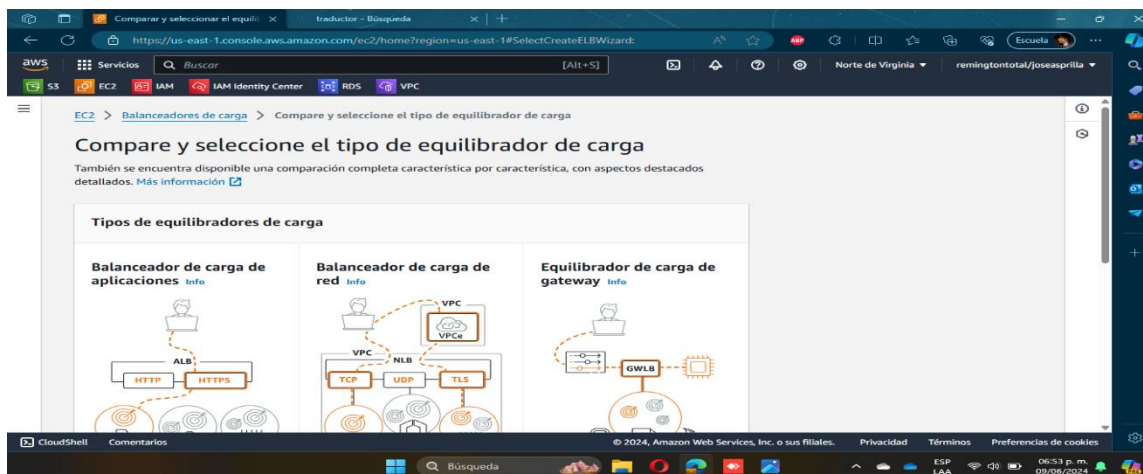 Comparar y seleccionar el equilib
traductor - Búsqueda
https://us-east-1.console.aws.amazon.com/ec2/home?region=us-east-1#SelectCreateELBWizard:
Escuela
aws
Servicios
Buscar
[Alt+S]
Norte de Virginia
remingtontotal/joseasprilla
S3
EC2
IAM
IAM Identity Center
RDS
VPC
EC2 > Balanceadores de carga > Compare y seleccione el tipo de equilibrador de carga
Compare y seleccione el tipo de equilibrador de carga
También se encuentra disponible una comparación completa característica por característica, con aspectos destacados
detallados. Más información
Tipos de equilibradores de carga
Balanceador de carga de
aplicaciones Info
ALB
HTTP
HTTPS
Balanceador de carga de
red Info
VPC
VPCe
VPC
NLB
TCP
UDP
TLS
Equilibrador de carga de
gateway Info
GWLB
CloudShell
Comentarios
© 2024, Amazon Web Services, Inc. o sus filiales.
Privacidad
Términos
Preferencias de cookies
Búsqueda
ESP
LAA
06:53 p. m.
09/06/2024